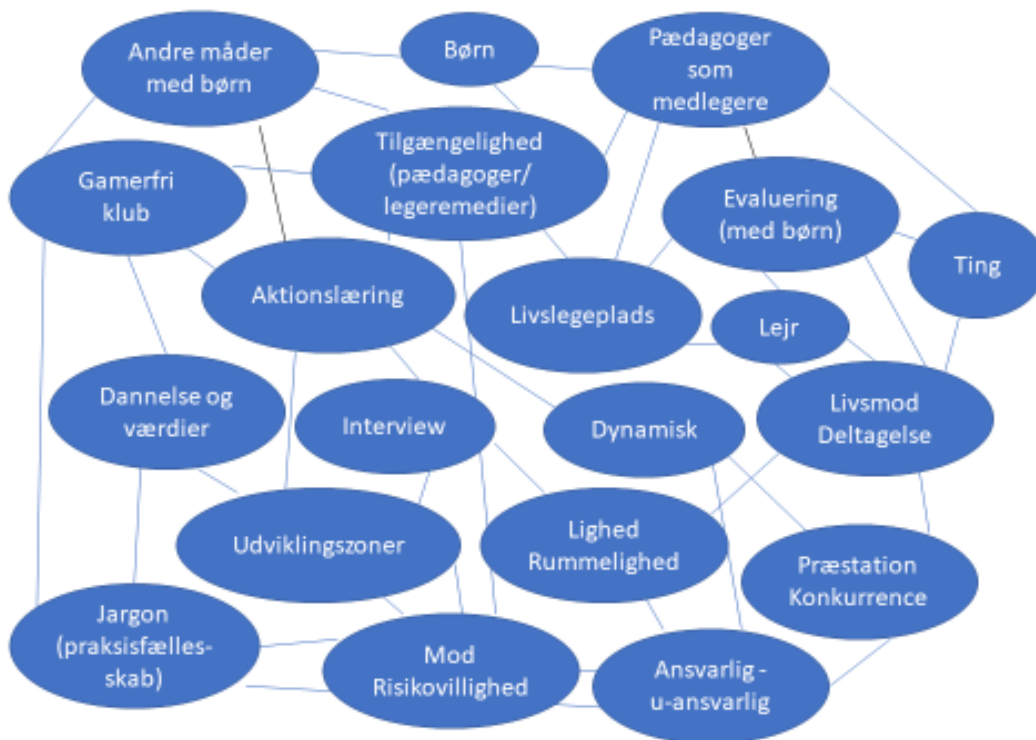 Andre måder
med børn
Børn
Pædagoger
som
medlegere
Tilgængelighed
(pædagoger/
legeremedier)
Gamerfri
klub
Evaluering
(med børn)
Ting
Aktionslæring
Livslegeplads
Lejr
Dannelse og
værdier
Interview
Dynamisk
Livsmod
Deltagelse
Udviklingszoner
Lighed
Rummelighed
Præstation
Konkurrence
Jargon
(praksisfælles-
skab)
Mod
Risikovillighed
Ansvarlig -
u-ansvarlig